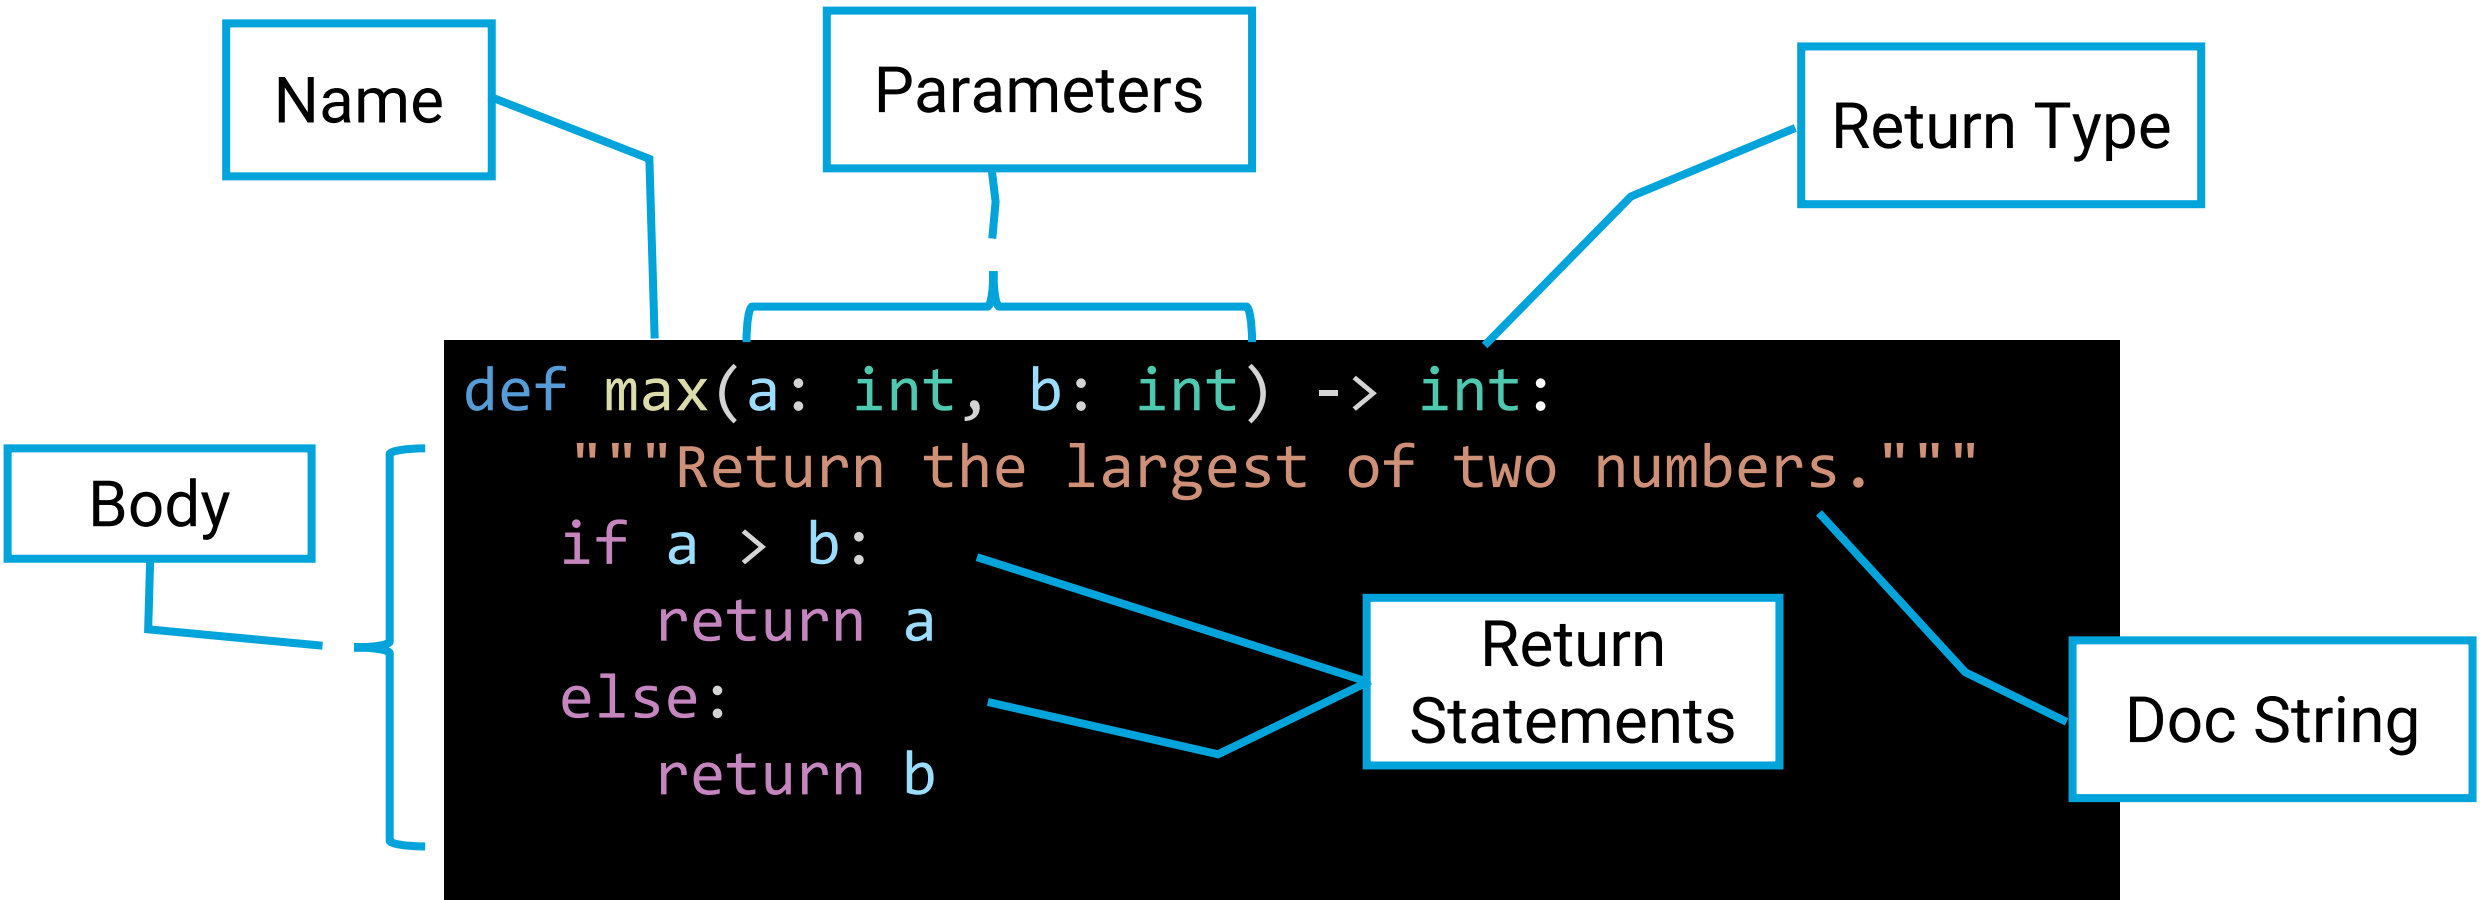 Name
Parameters
Return Type
def max(a: int, b: int) -> int:
"""Return the largest of two numbers."""
Body
if a > b:
return a
else:
return b
Return
Statements
Doc String